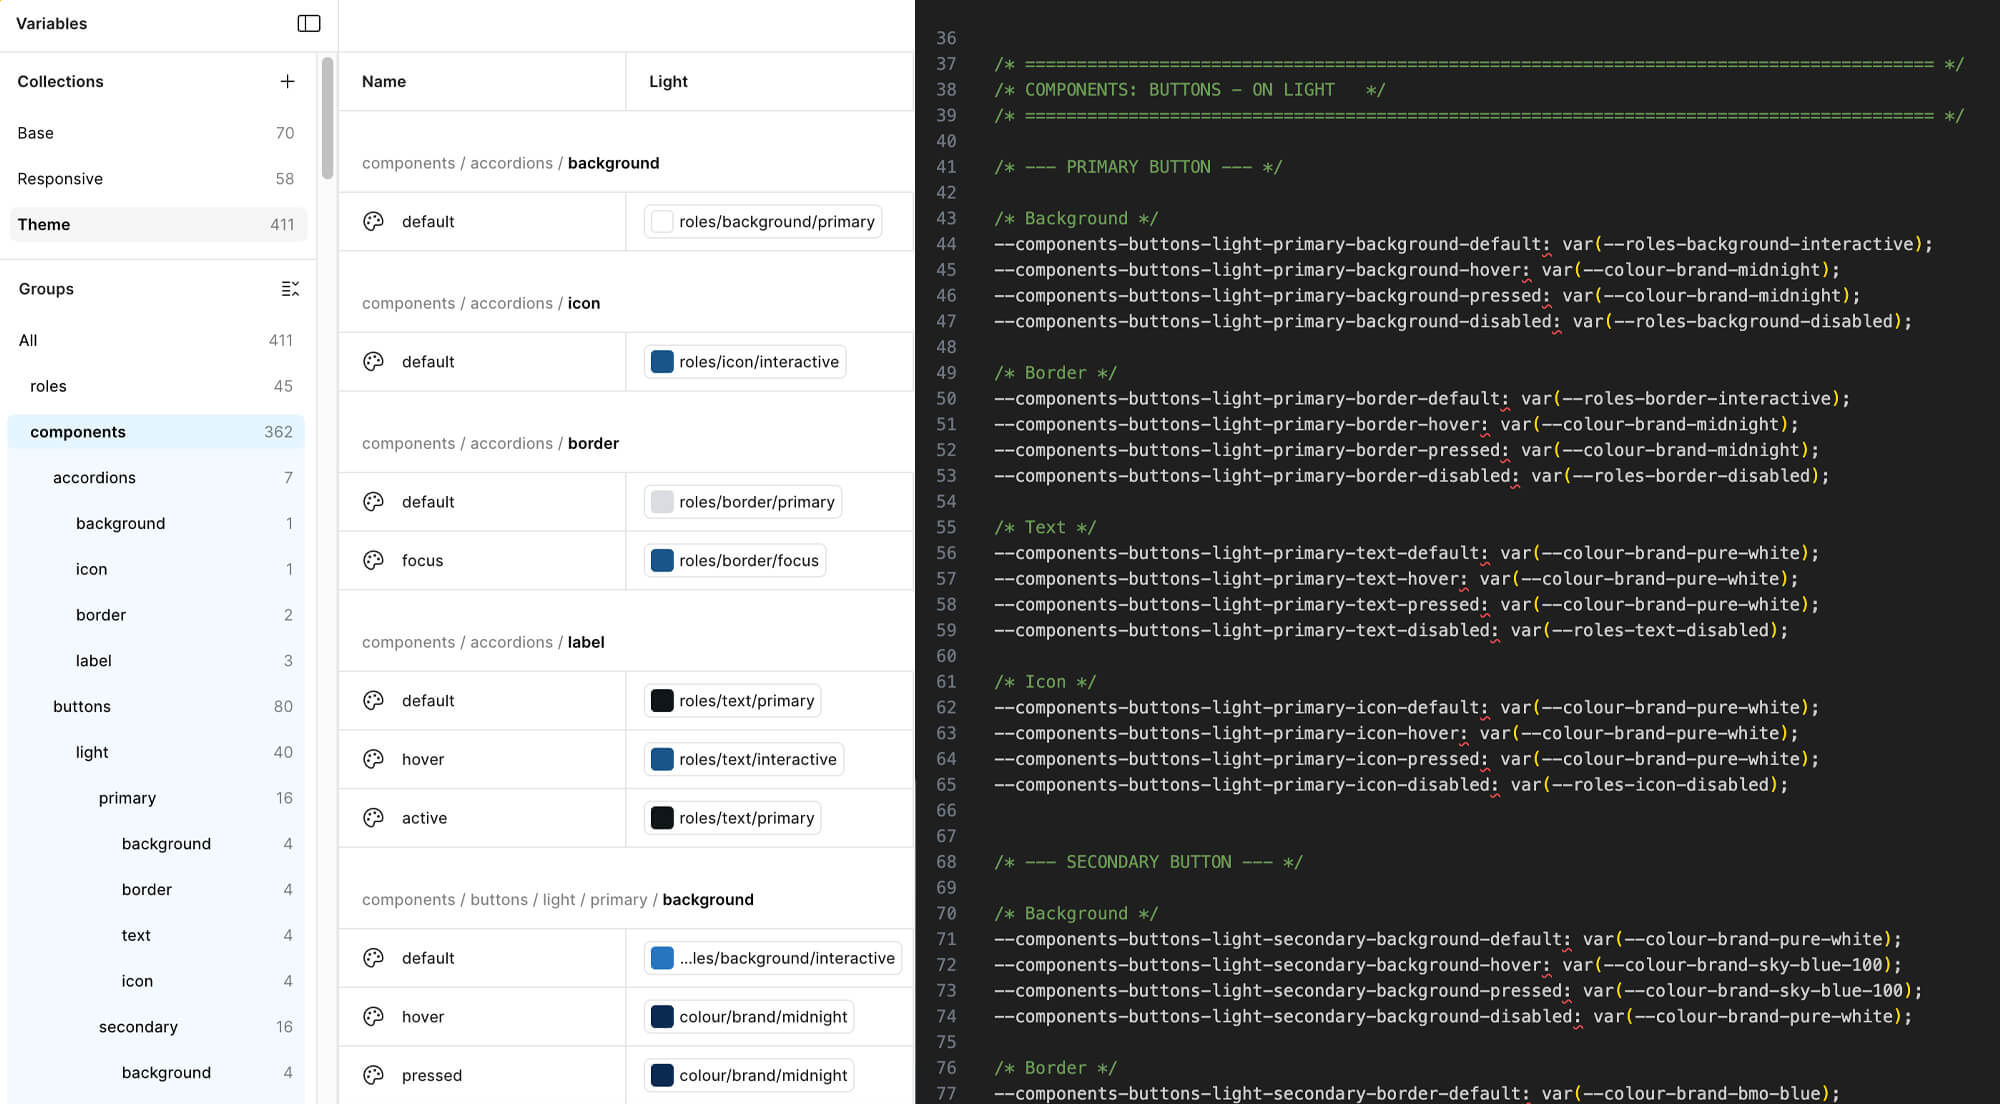 Variables
Collections
Base 70
Responsive 58
Theme 411
Groups
All 411
roles 45
components 362
accordions 7
background 1
icon 1
border 2
label 3
buttons 80
light 40
primary 16
background 4
border 4
text 4
icon 4
secondary 16
background 4
Name Light
components / accordions / background
default roles/background/primary
components / accordions / icon
default roles/icon/interactive
components / accordions / border
default roles/border/primary
focus roles/border/focus
components / accordions / label
default roles/text/primary
hover roles/text/interactive
active roles/text/primary
components / buttons / light / primary / background
default ...les/background/interactive
hover colour/brand/midnight
pressed colour/brand/midnight
36
37 /* ======================================================================================== */
38 /* COMPONENTS: BUTTONS – ON LIGHT */
39 /* ======================================================================================== */
40
41 /* --- PRIMARY BUTTON --- */
42
43 /* Background */
44 --components-buttons-light-primary-background-default: var(--roles-background-interactive);
45 --components-buttons-light-primary-background-hover: var(--colour-brand-midnight);
46 --components-buttons-light-primary-background-pressed: var(--colour-brand-midnight);
47 --components-buttons-light-primary-background-disabled: var(--roles-background-disabled);
48
49 /* Border */
50 --components-buttons-light-primary-border-default: var(--roles-border-interactive);
51 --components-buttons-light-primary-border-hover: var(--colour-brand-midnight);
52 --components-buttons-light-primary-border-pressed: var(--colour-brand-midnight);
53 --components-buttons-light-primary-border-disabled: var(--roles-border-disabled);
54
55 /* Text */
56 --components-buttons-light-primary-text-default: var(--colour-brand-pure-white);
57 --components-buttons-light-primary-text-hover: var(--colour-brand-pure-white);
58 --components-buttons-light-primary-text-pressed: var(--colour-brand-pure-white);
59 --components-buttons-light-primary-text-disabled: var(--roles-text-disabled);
60
61 /* Icon */
62 --components-buttons-light-primary-icon-default: var(--colour-brand-pure-white);
63 --components-buttons-light-primary-icon-hover: var(--colour-brand-pure-white);
64 --components-buttons-light-primary-icon-pressed: var(--colour-brand-pure-white);
65 --components-buttons-light-primary-icon-disabled: var(--roles-icon-disabled);
66
67
68 /* --- SECONDARY BUTTON --- */
69
70 /* Background */
71 --components-buttons-light-secondary-background-default: var(--colour-brand-pure-white);
72 --components-buttons-light-secondary-background-hover: var(--colour-brand-sky-blue-100);
73 --components-buttons-light-secondary-background-pressed: var(--colour-brand-sky-blue-100);
74 --components-buttons-light-secondary-background-disabled: var(--colour-brand-pure-white);
75
76 /* Border */
77 --components-buttons-light-secondary-border-default: var(--colour-brand-bmo-blue);